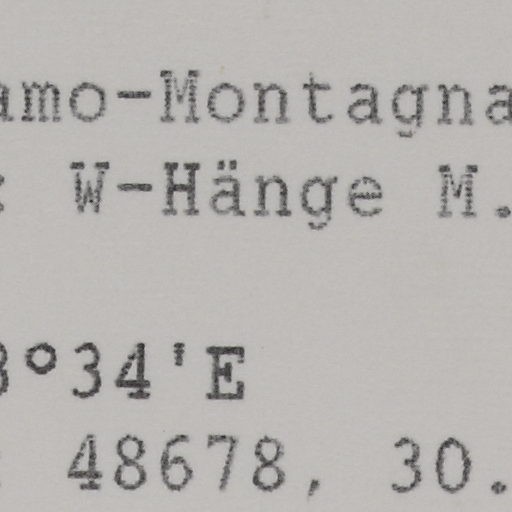 amo-Montagna
: W-Hänge M.
3°34'E
: 48678, 30.